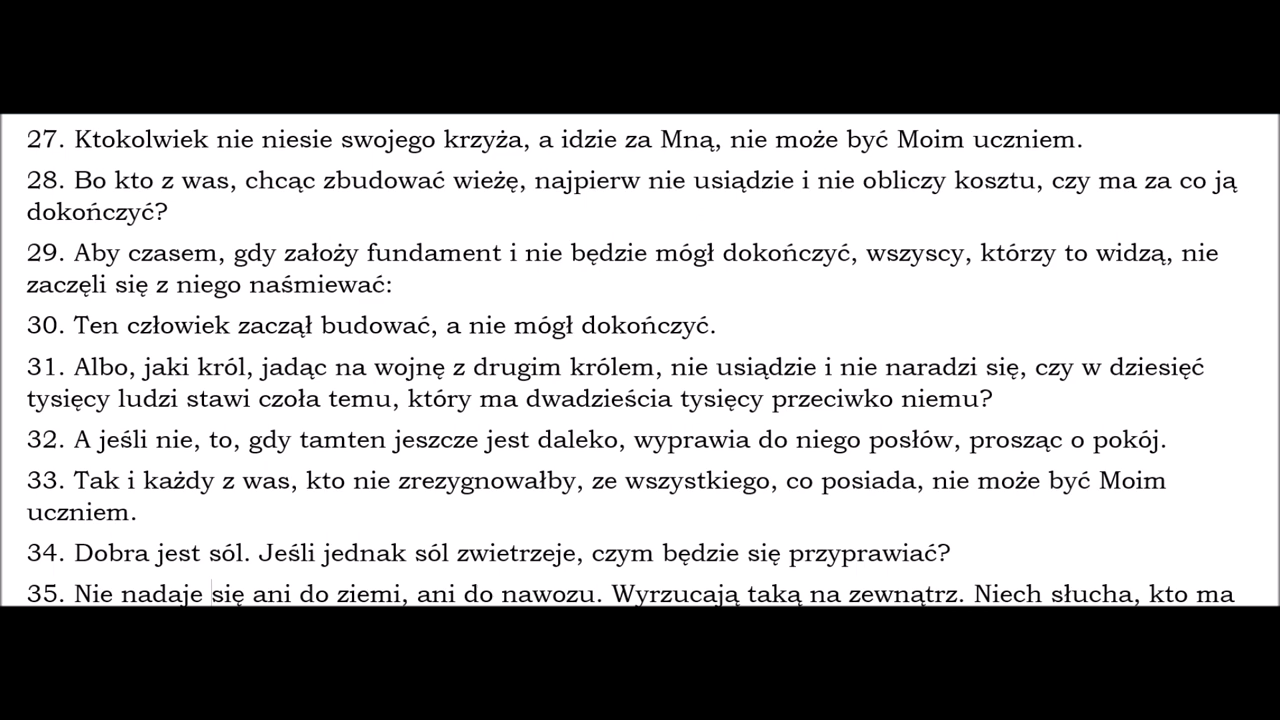 27. Ktokolwiek nie niesie swojego krzyża, a idzie za Mną, nie może być Moim uczniem.
28. Bo kto z was, chcąc zbudować wieżę, najpierw nie usiądzie i nie obliczy kosztu, czy ma za co ją
dokończyć?
29. Aby czasem, gdy założy fundament i nie będzie mógł dokończyć, wszyscy, którzy to widzą, nie
zaczęli się z niego naśmiewać:
30. Ten człowiek zaczął budować, a nie mógł dokończyć.
31. Albo, jaki król, jadąc na wojnę z drugim królem, nie usiądzie i nie naradzi się, czy w dziesięć
tysięcy ludzi stawi czoła temu, który ma dwadzieścia tysięcy przeciwko niemu?
32. A jeśli nie, to, gdy tamten jeszcze jest daleko, wyprawia do niego posłów, prosząc o pokój.
33. Tak i każdy z was, kto nie zrezygnowałby, ze wszystkiego, co posiada, nie może być Moim
uczniem.
34. Dobra jest sól. Jeśli jednak sól zwietrzeje, czym będzie się przyprawiać?
35. Nie nadaje się ani do ziemi, ani do nawozu. Wyrzucają taką na zewnątrz. Niech słucha, kto ma